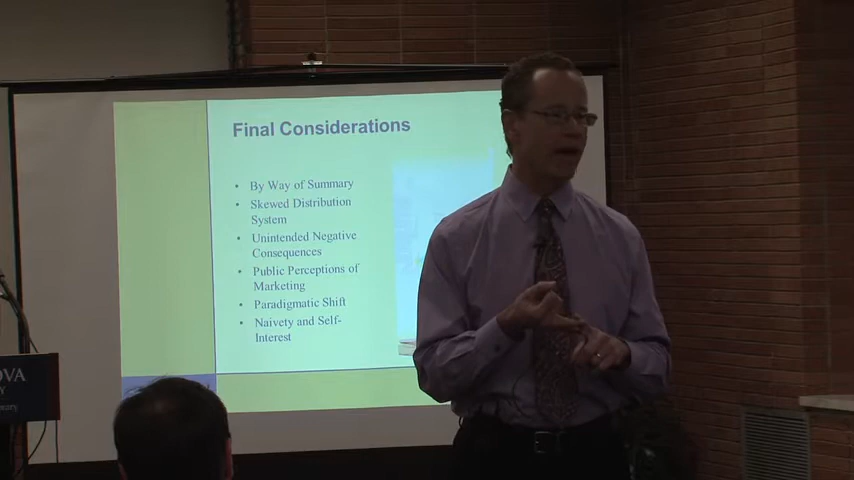 Final Considerations
• By Way of Summary
• Skewed Distribution
System
• Unintended Negative
Consequences
• Public Perceptions of
Marketing
• Paradigmatic Shift
• Naivety and Self-
Interest
OVA
Y